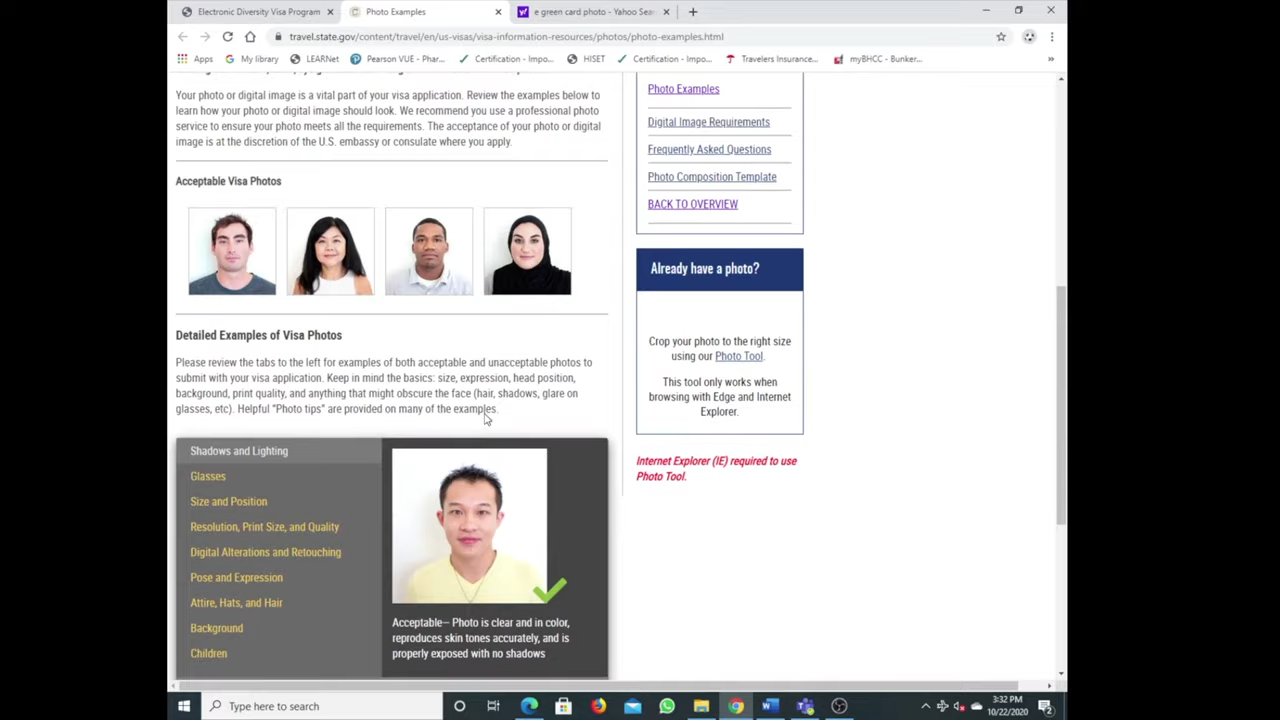 Electronic Diversity Visa Program
Photo Examples
e green card photo - Yahoo Sea
travel.state.gov/content/travel/en/us-visas/visa-information-resources/photos/photo-examples.html
Apps
My library
LEARNet
Pearson VUE - Phar...
Certification - Impo...
HISET
Certification - Impo...
Travelers Insurance...
myBHCC - Bunker...
Your photo or digital image is a vital part of your visa application. Review the examples below to
learn how your photo or digital image should look. We recommend you use a professional photo
service to ensure your photo meets all the requirements. The acceptance of your photo or digital
image is at the discretion of the U.S. embassy or consulate where you apply.
Acceptable Visa Photos
Detailed Examples of Visa Photos
Please review the tabs to the left for examples of both acceptable and unacceptable photos to
submit with your visa application. Keep in mind the basics: size, expression, head position,
background, print quality, and anything that might obscure the face (hair, shadows, glare on
glasses, etc). Helpful "Photo tips" are provided on many of the examples.
Shadows and Lighting
Glasses
Size and Position
Resolution, Print Size, and Quality
Digital Alterations and Retouching
Pose and Expression
Attire, Hats, and Hair
Background
Children
Acceptable— Photo is clear and in color,
reproduces skin tones accurately, and is
properly exposed with no shadows
Photo Examples
Digital Image Requirements
Frequently Asked Questions
Photo Composition Template
BACK TO OVERVIEW
Already have a photo?
Crop your photo to the right size
using our Photo Tool.
This tool only works when
browsing with Edge and Internet
Explorer.
Internet Explorer (IE) required to use
Photo Tool.
Type here to search
3:32 PM
10/22/2020
2